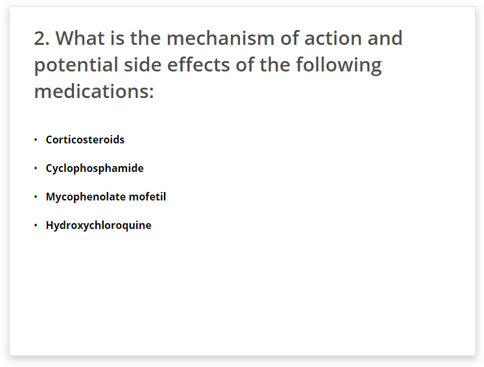 2. What is the mechanism of action and
potential side effects of the following
medications:
• Corticosteroids
• Cyclophosphamide
• Mycophenolate mofetil
• Hydroxychloroquine